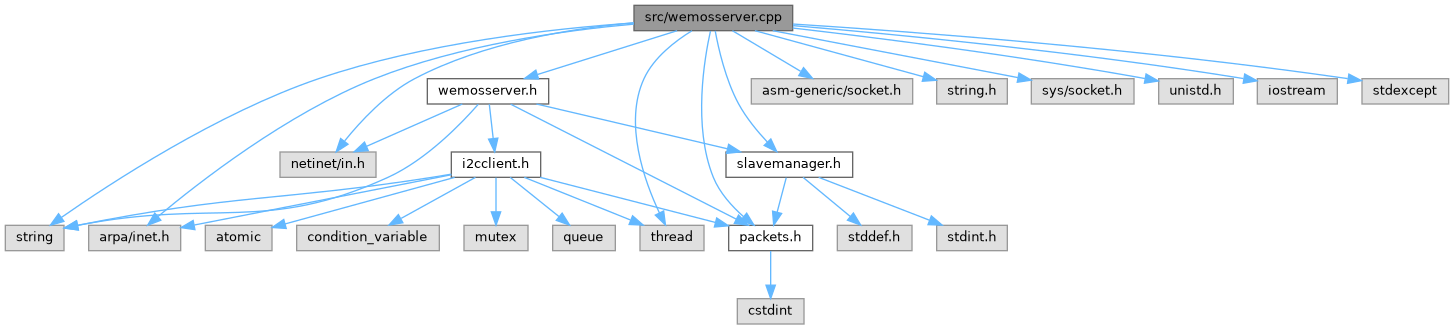 src/wemosserver.cpp
wemosserver.h
asm-generic/socket.h
string.h
sys/socket.h
unistd.h
iostream
stdexcept
netinet/in.h
i2cclient.h
slavemanager.h
string
arpa/inet.h
atomic
condition_variable
mutex
queue
thread
packets.h
stddef.h
stdint.h
cstdint